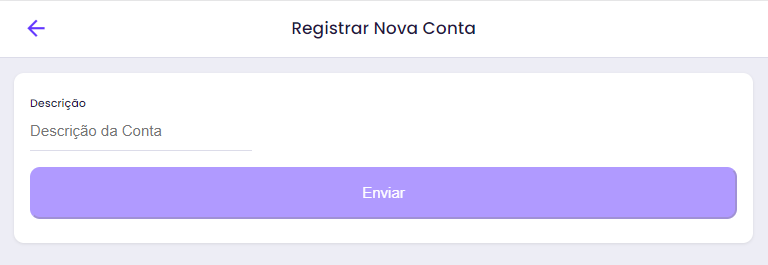 Registrar Nova Conta
Descrição
Descrição da Conta
Enviar